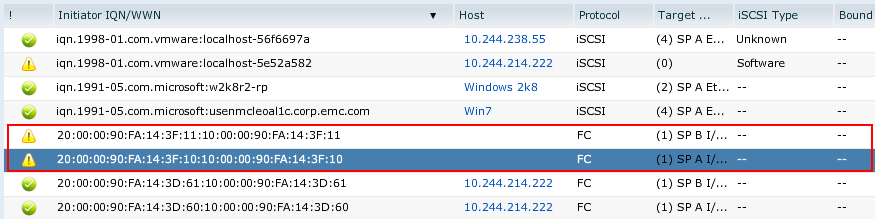 ! Initiator IQN/WWN Host Protocol Target ... iSCSI Type Bound
iqn.1998-01.com.vmware:localhost-56f6697a 10.244.238.55 iSCSI (4) SP A E... Unknown --
iqn.1998-01.com.vmware:localhost-5e52a582 10.244.214.222 iSCSI (0) Software --
iqn.1991-05.com.microsoft:w2k8r2-rp Windows 2k8 iSCSI (2) SP A Et... -- --
iqn.1991-05.com.microsoft:usenmcleoal1c.corp.emc.com Win7 iSCSI (4) SP A E... -- --
20:00:00:90:FA:14:3F:11:10:00:00:90:FA:14:3F:11 FC (1) SP B I/... -- --
20:00:00:90:FA:14:3F:10:10:00:00:90:FA:14:3F:10 FC (1) SP A I/... -- --
20:00:00:90:FA:14:3D:61:10:00:00:90:FA:14:3D:61 10.244.214.222 FC (1) SP B I/... -- --
20:00:00:90:FA:14:3D:60:10:00:00:90:FA:14:3D:60 10.244.214.222 FC (1) SP A I/... -- --